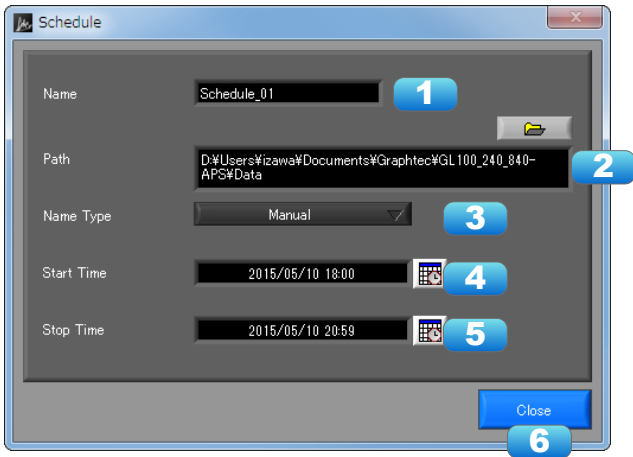 Schedule
Name
Schedule_01
1
Path
D:¥Users¥izawa¥Documents¥Graphtec¥GL100_240_840-
APS¥Data
2
Name Type
Manual
3
Start Time
2015/05/10 18:00
4
Stop Time
2015/05/10 20:59
5
Close
6